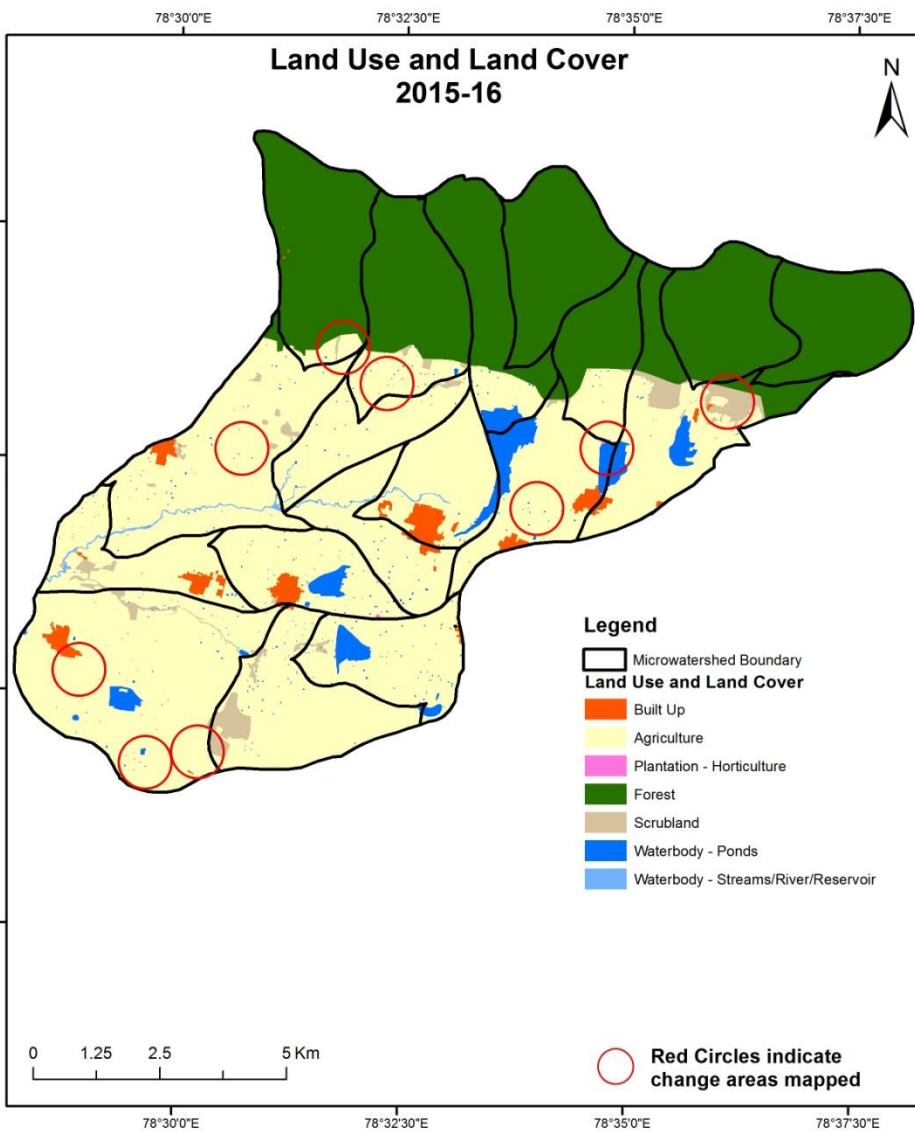 78°30'0"E 78°32'30"E 78°35'0"E 78°37'30"E
Land Use and Land Cover
2015-16
N
Legend
Microwatershed Boundary
Land Use and Land Cover
Built Up
Agriculture
Plantation - Horticulture
Forest
Scrubland
Waterbody - Ponds
Waterbody - Streams/River/Reservoir
0 1.25 2.5 5 Km
Red Circles indicate
change areas mapped
78°30'0"E 78°32'30"E 78°35'0"E 78°37'30"E